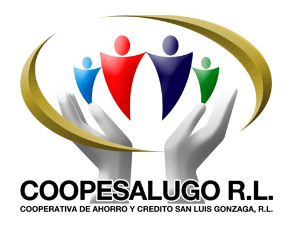 COOPESALUGO R.L.
COOPERATIVA DE AHORRO Y CREDITO SAN LUIS GONZAGA, R.L.